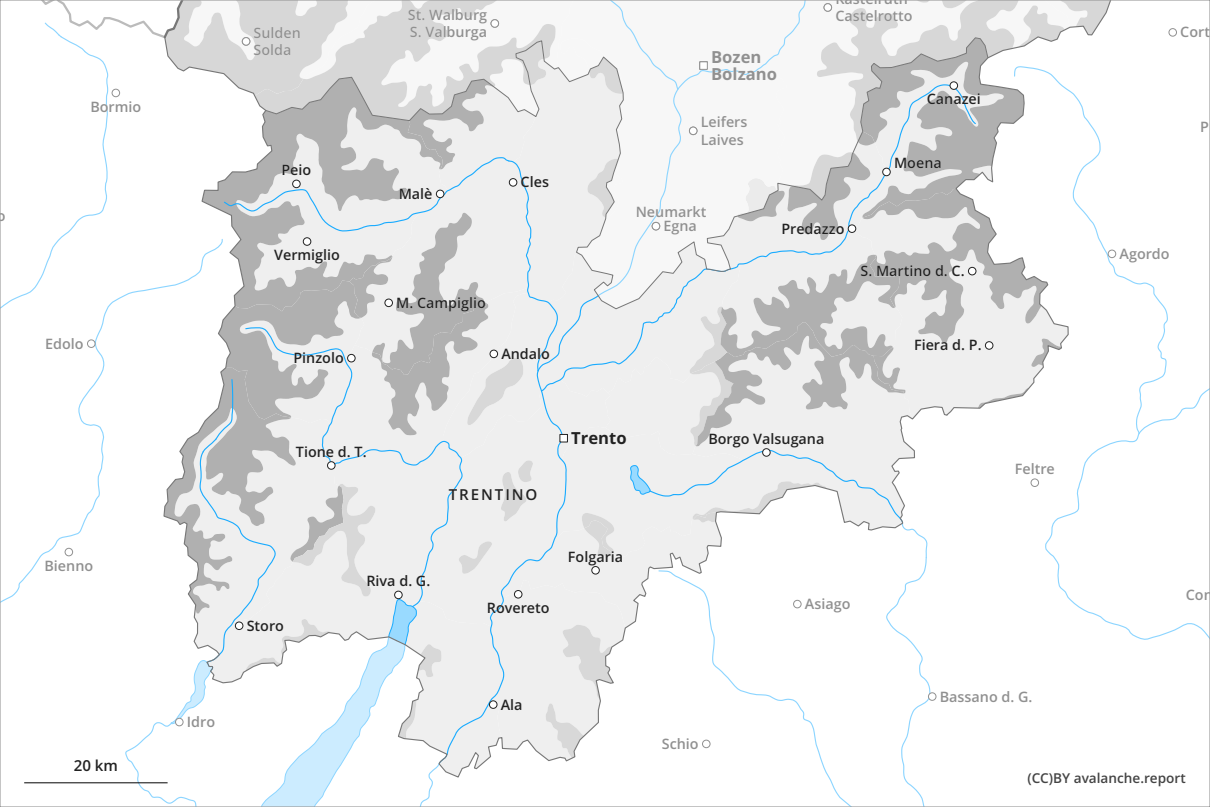 Kastelruth
Castelrotto
St. Walburg
S. Valburga
Sulden
Solda
Cort
Bozen
Bolzano
Bormio
Canazei
Leifers
Laives
P
Moena
Peio
Malè
Cles
Neumarkt
Egna
Predazzo
Vermiglio
Agordo
S. Martino d. C.
M. Campiglio
Edolo
Pinzolo
Andalo
Fiera d. P.
Trento
Borgo Valsugana
Tione d. T.
Feltre
TRENTINO
Folgaria
Bienno
Riva d. G.
Cor
Rovereto
Asiago
Storo
Bassano d. G.
Ala
Idro
Schio
20 km
(CC)BY avalanche.report